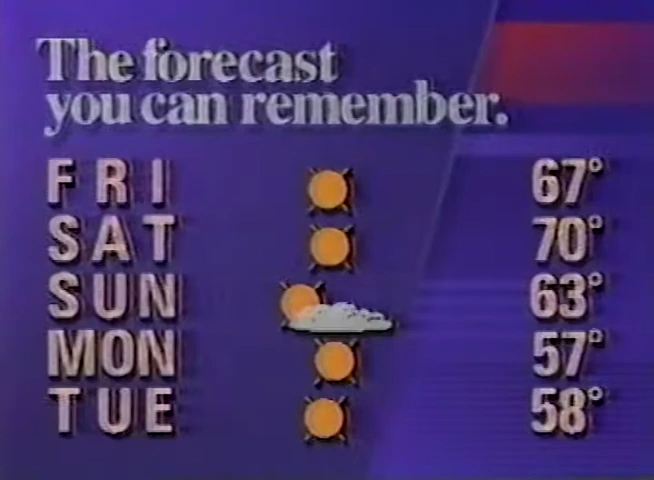 The forecast
you can remember.
FRI 67°
SAT 70°
SUN 63°
MON 57°
TUE 58°